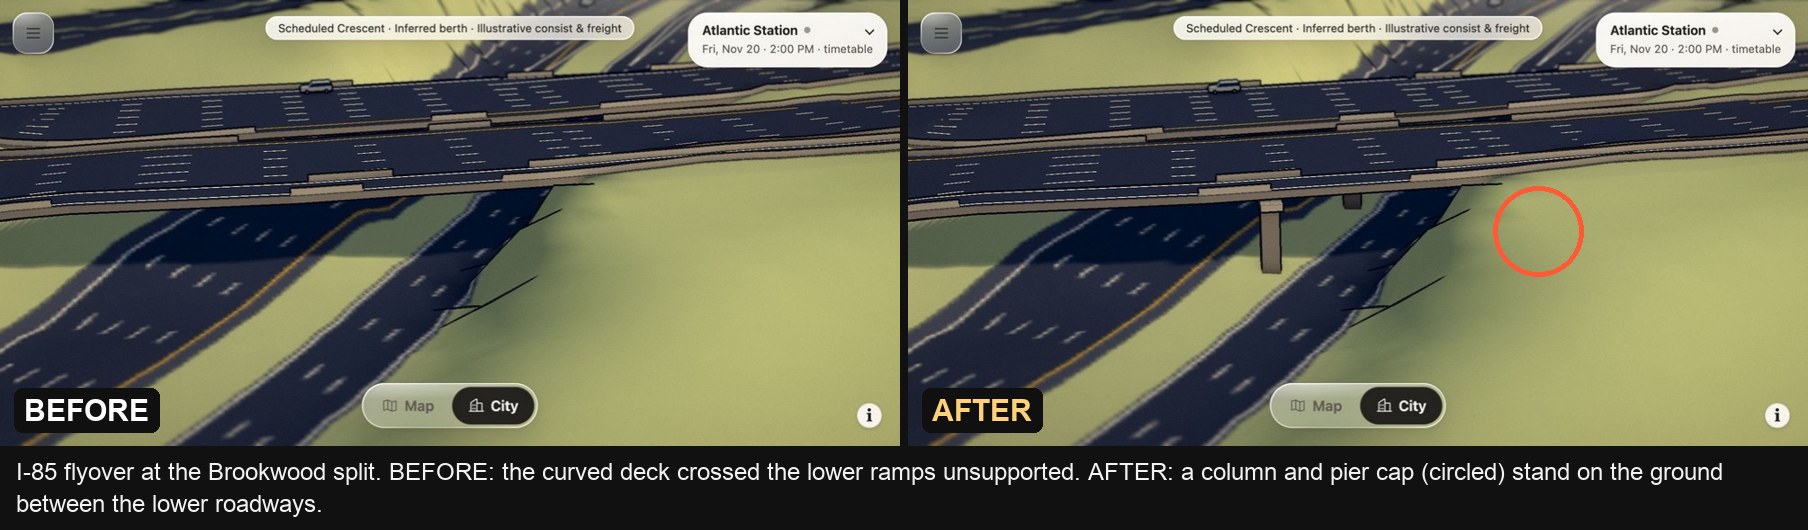 Scheduled Crescent · Inferred berth · Illustrative consist & freight
Atlantic Station
Fri, Nov 20 · 2:00 PM · timetable
Map
City
i
BEFORE
Scheduled Crescent · Inferred berth · Illustrative consist & freight
Atlantic Station
Fri, Nov 20 · 2:00 PM · timetable
Map
City
i
AFTER
I-85 flyover at the Brookwood split. BEFORE: the curved deck crossed the lower ramps unsupported. AFTER: a column and pier cap (circled) stand on the ground
between the lower roadways.